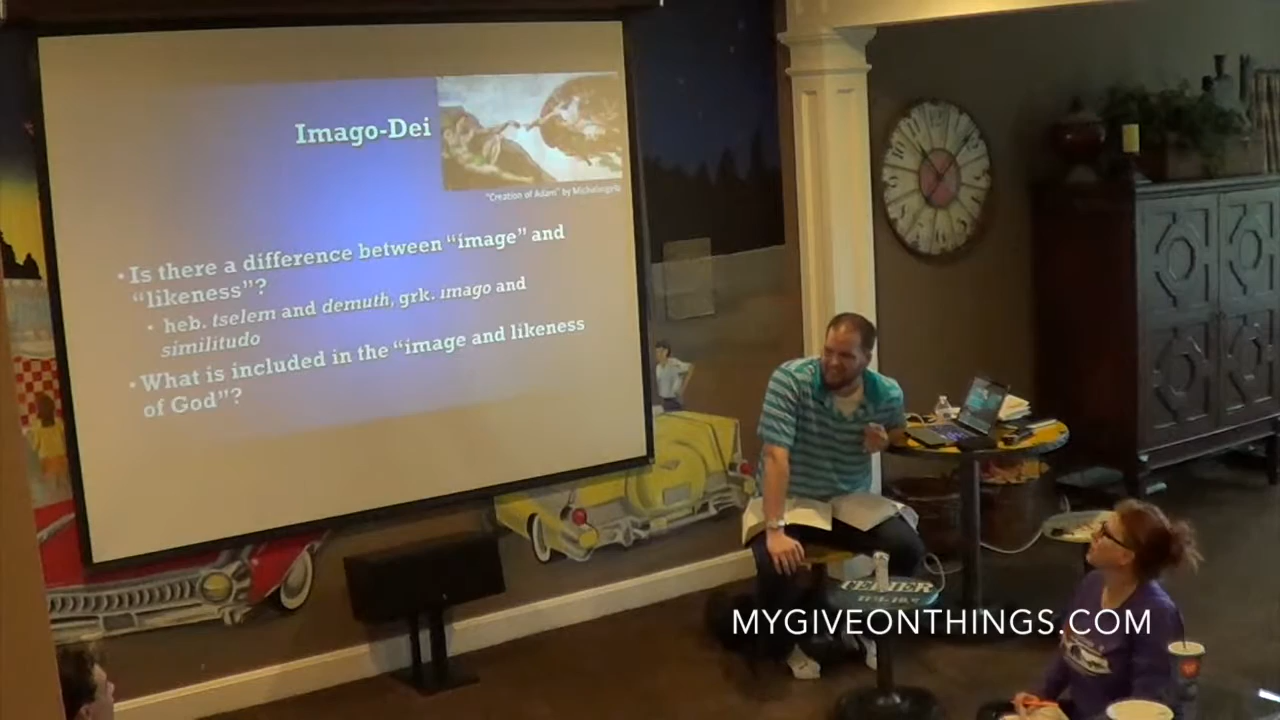 Imago-Dei
"Creation of Adam" by Michelangelo
• Is there a difference between "image" and
"likeness"?
• heb. tselem and demuth, grk. imago and
similitudo
• What is included in the "image and likeness
of God"?
MYGIVEONTHINGS.COM